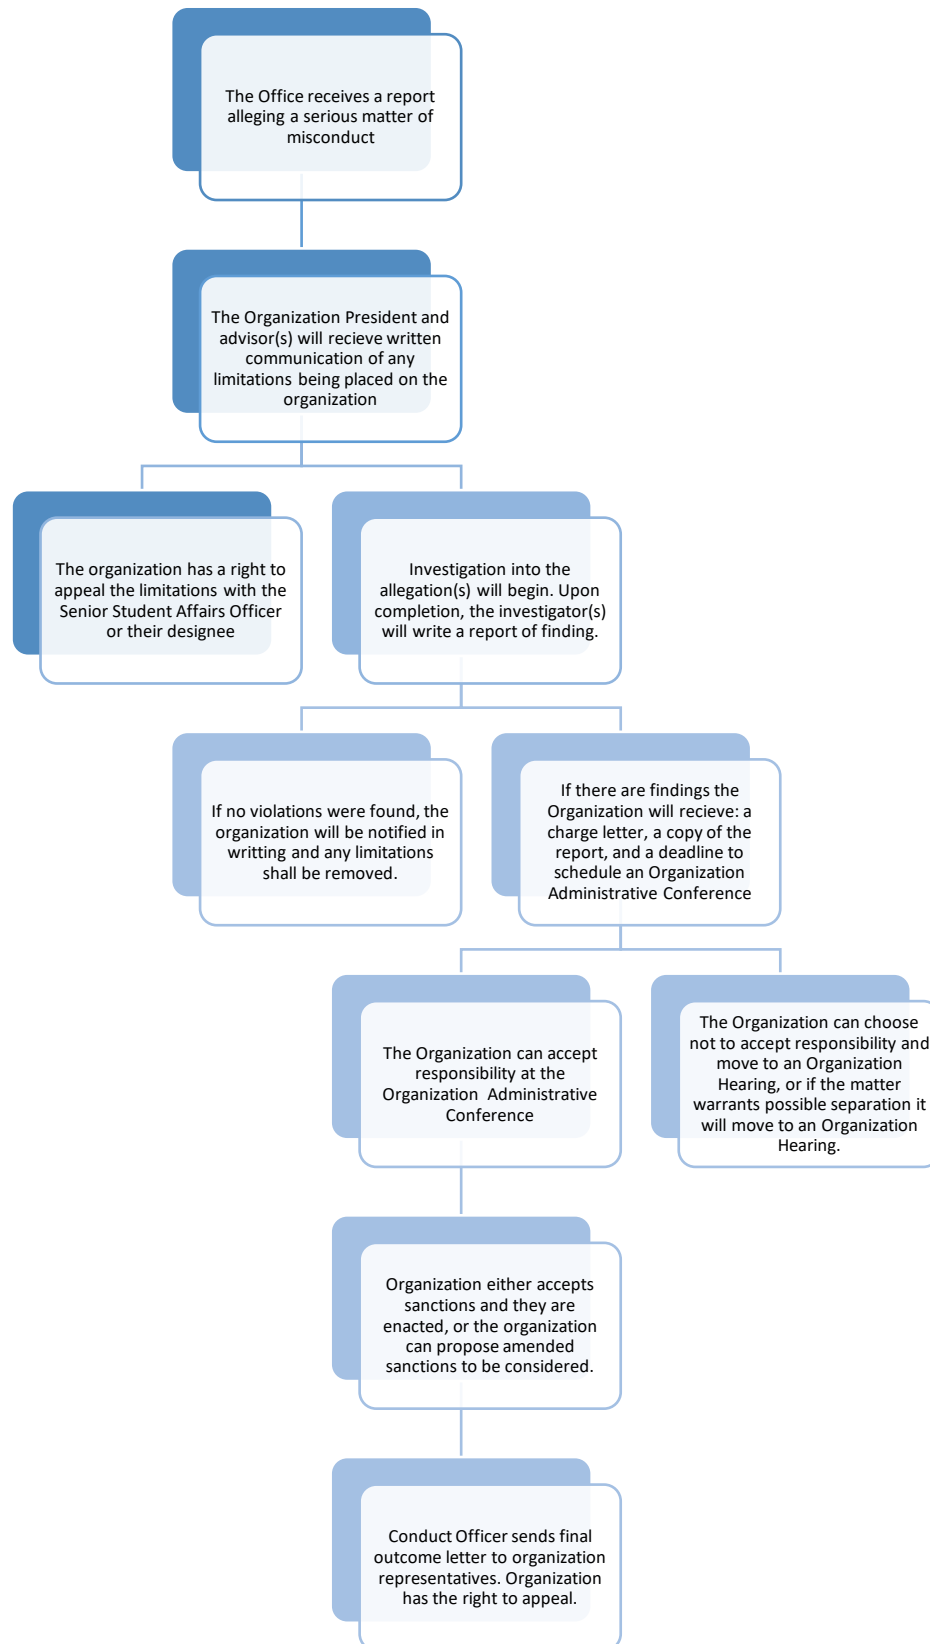 The Office receives a report
alleging a serious matter of
misconduct
The Organization President and
advisor(s) will recieve written
communication of any
limitations being placed on the
organization
The organization has a right to
appeal the limitations with the
Senior Student Affairs Officer
or their designee
Investigation into the
allegation(s) will begin. Upon
completion, the investigator(s)
will write a report of finding.
If no violations were found, the
organization will be notified in
writting and any limitations
shall be removed.
If there are findings the
Organization will recieve: a
charge letter, a copy of the
report, and a deadline to
schedule an Organization
Administrative Conference
The Organization can accept
responsibility at the
Organization Administrative
Conference
The Organization can choose
not to accept responsibility and
move to an Organization
Hearing, or if the matter
warrants possible separation it
will move to an Organization
Hearing.
Organization either accepts
sanctions and they are
enacted, or the organization
can propose amended
sanctions to be considered.
Conduct Officer sends final
outcome letter to organization
representatives. Organization
has the right to appeal.